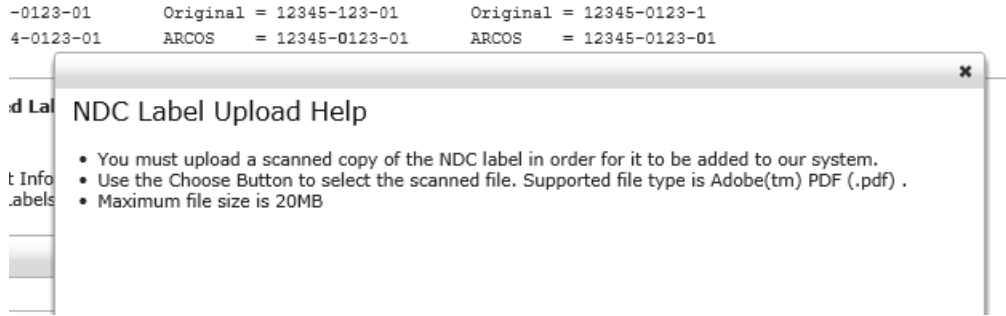 -0123-01 Original = 12345-123-01 Original = 12345-0123-1
4-0123-01 ARCOS = 12345-0123-01 ARCOS = 12345-0123-01
NDC Label Upload Help
• You must upload a scanned copy of the NDC label in order for it to be added to our system.
• Use the Choose Button to select the scanned file. Supported file type is Adobe(tm) PDF (.pdf) .
• Maximum file size is 20MB
d Lal
t Info
Labels